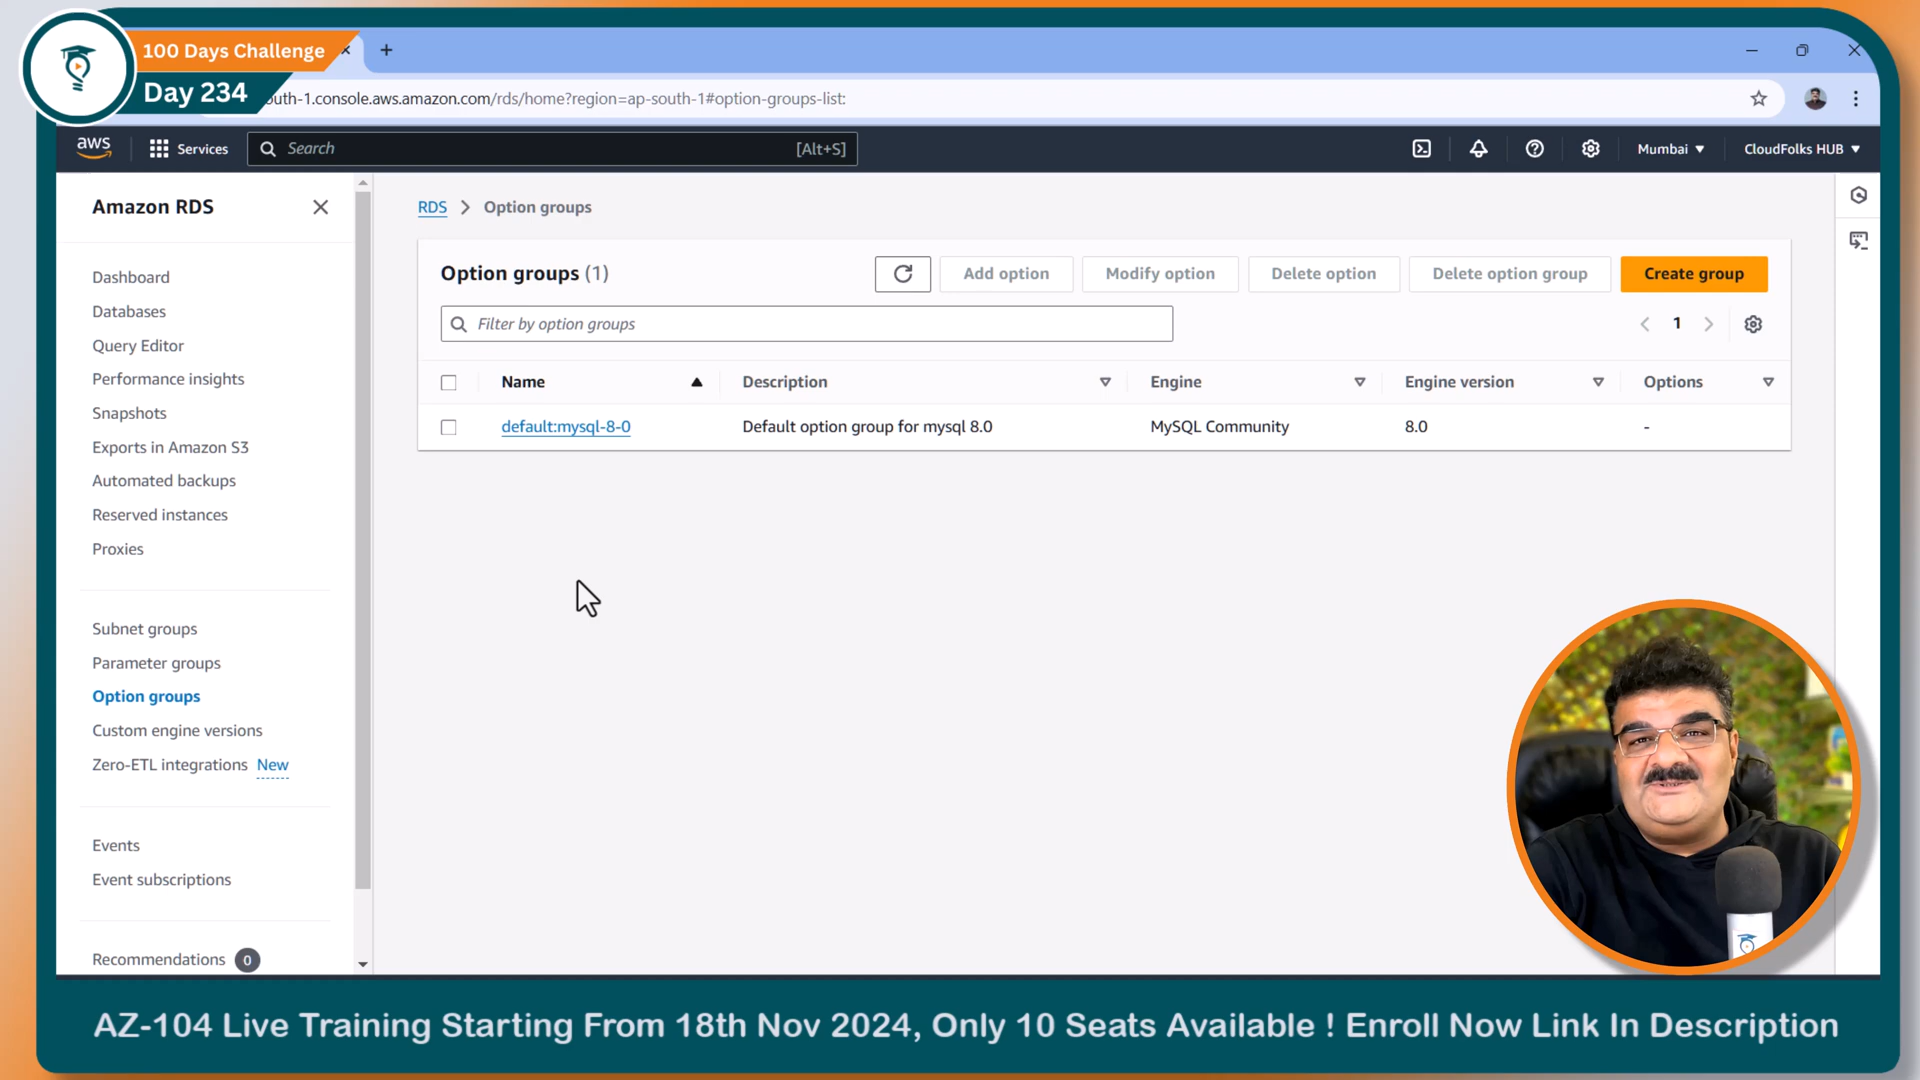 100 Days Challenge
Day 234
outh-1.console.aws.amazon.com/rds/home?region=ap-south-1#option-groups-list:
aws
Services
Search
[Alt+S]
Mumbai
CloudFolks HUB
Amazon RDS
Dashboard
Databases
Query Editor
Performance insights
Snapshots
Exports in Amazon S3
Automated backups
Reserved instances
Proxies
Subnet groups
Parameter groups
Option groups
Custom engine versions
Zero-ETL integrations New
Events
Event subscriptions
Recommendations 0
RDS > Option groups
Option groups (1)
Add option
Modify option
Delete option
Delete option group
Create group
Filter by option groups
1
Name Description Engine Engine version Options
default:mysql-8-0 Default option group for mysql 8.0 MySQL Community 8.0 -
AZ-104 Live Training Starting From 18th Nov 2024, Only 10 Seats Available ! Enroll Now Link In Description